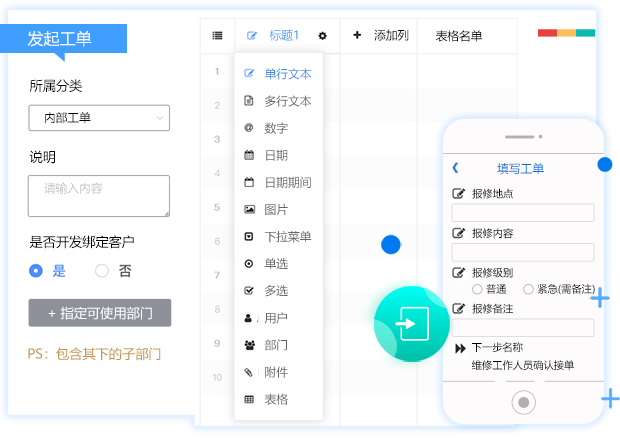 发起工单
所属分类
内部工单
说明
请输入内容
是否开发绑定客户
是
否
+ 指定可使用部门
PS：包含其下的子部门
标题1
添加列
表格名单
1
2
3
4
5
6
7
8
9
10
单行文本
多行文本
数字
日期
日期期间
图片
下拉菜单
单选
多选
用户
部门
附件
表格
填写工单
报修地点
报修内容
报修级别
普通
紧急(需备注)
报修备注
下一步名称
维修工作人员确认接单